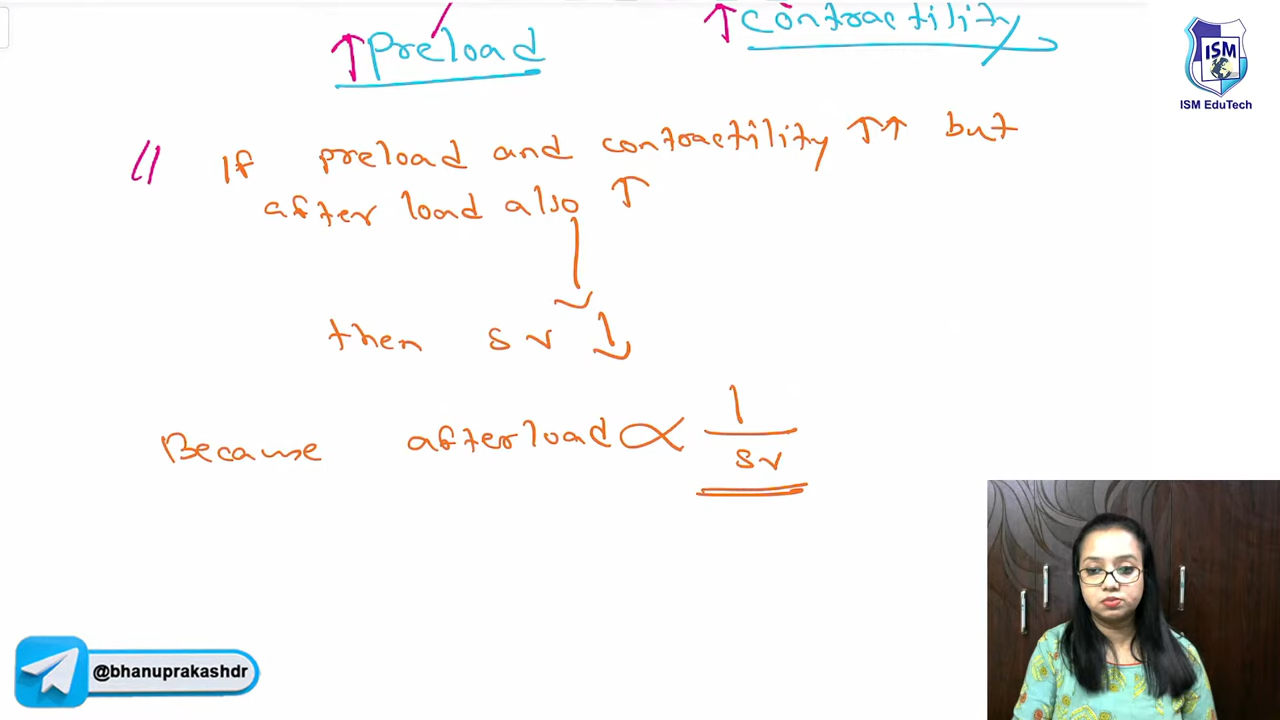 ↑ Preload
↑ Contractility
ISM
ISM EduTech
// If preload and contractility ↑↑ but
after load also ↑
↓
then SV ↓
Because afterload ∝ 1
SV
@bhanuprakashdr